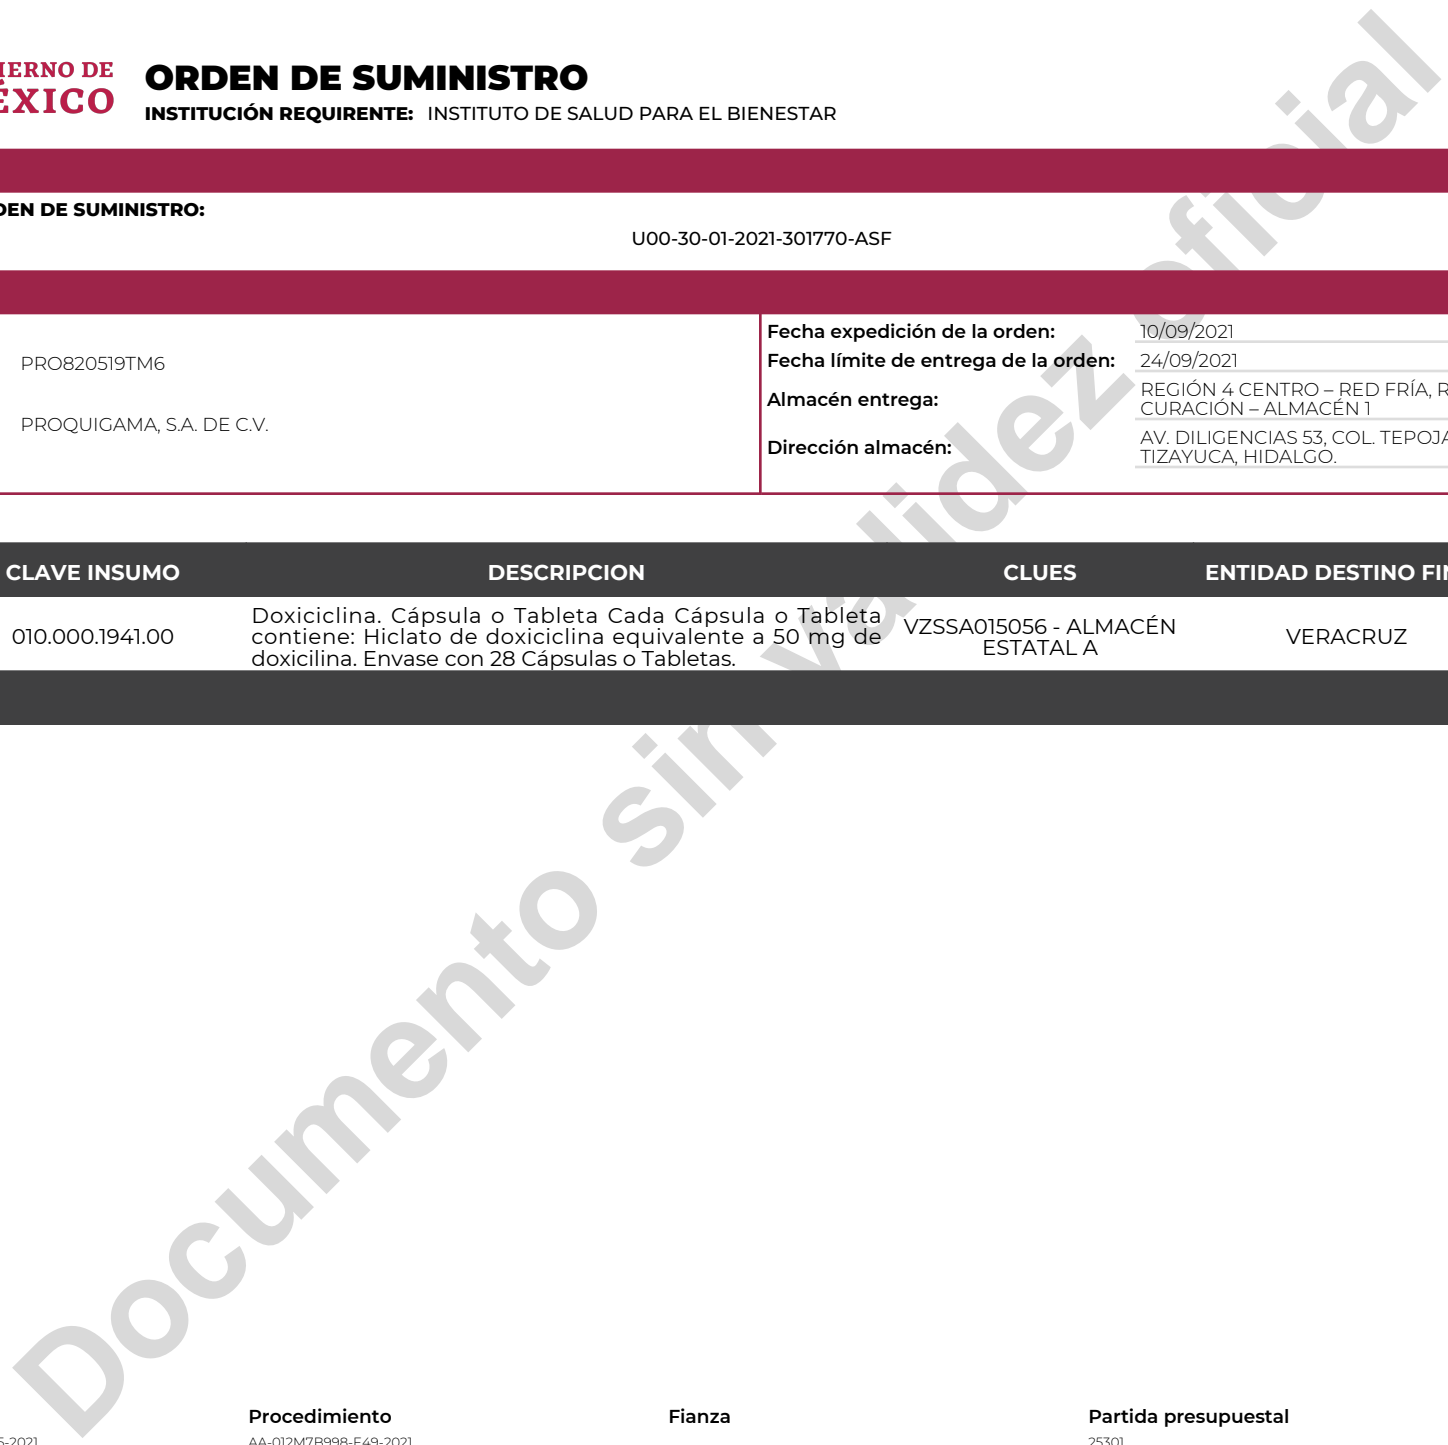 ORDEN DE SUMINISTRO
INSTITUCIÓN REQUIRENTE: INSTITUTO DE SALUD PARA EL BIENESTAR
DE
ÉXICO
DE SUMINISTRO:
U00-30-01-2021-301770-ASF
PRO820519TM6
PROQUIGAMA, S.A. DE C.V.
Fecha expedición de la orden: 10/09/2021
Fecha límite de entrega de la orden: 24/09/2021
Almacén entrega: REGIÓN 4 CENTRO – RED FRÍA,
CURACIÓN – ALMACÉN 1
Dirección almacén: AV. DILIGENCIAS 53, COL.
TIZAYUCA, HIDALGO.
CLAVE INSUMO DESCRIPCION CLUES ENTIDAD DESTINO
010.000.1941.00
Doxiciclina. Cápsula o Tableta Cada Cápsula o Tableta
contiene: Hiclato de doxiciclina equivalente a 50 mg de
doxicilina. Envase con 28 Cápsulas o Tabletas.
VZSSA015056 - ALMACÉN
ESTATAL A
VERACRUZ
Documento sin validez oficial
Procedimiento Fianza Partida presupuestal
AA-012M7B998-E49-2021 25301